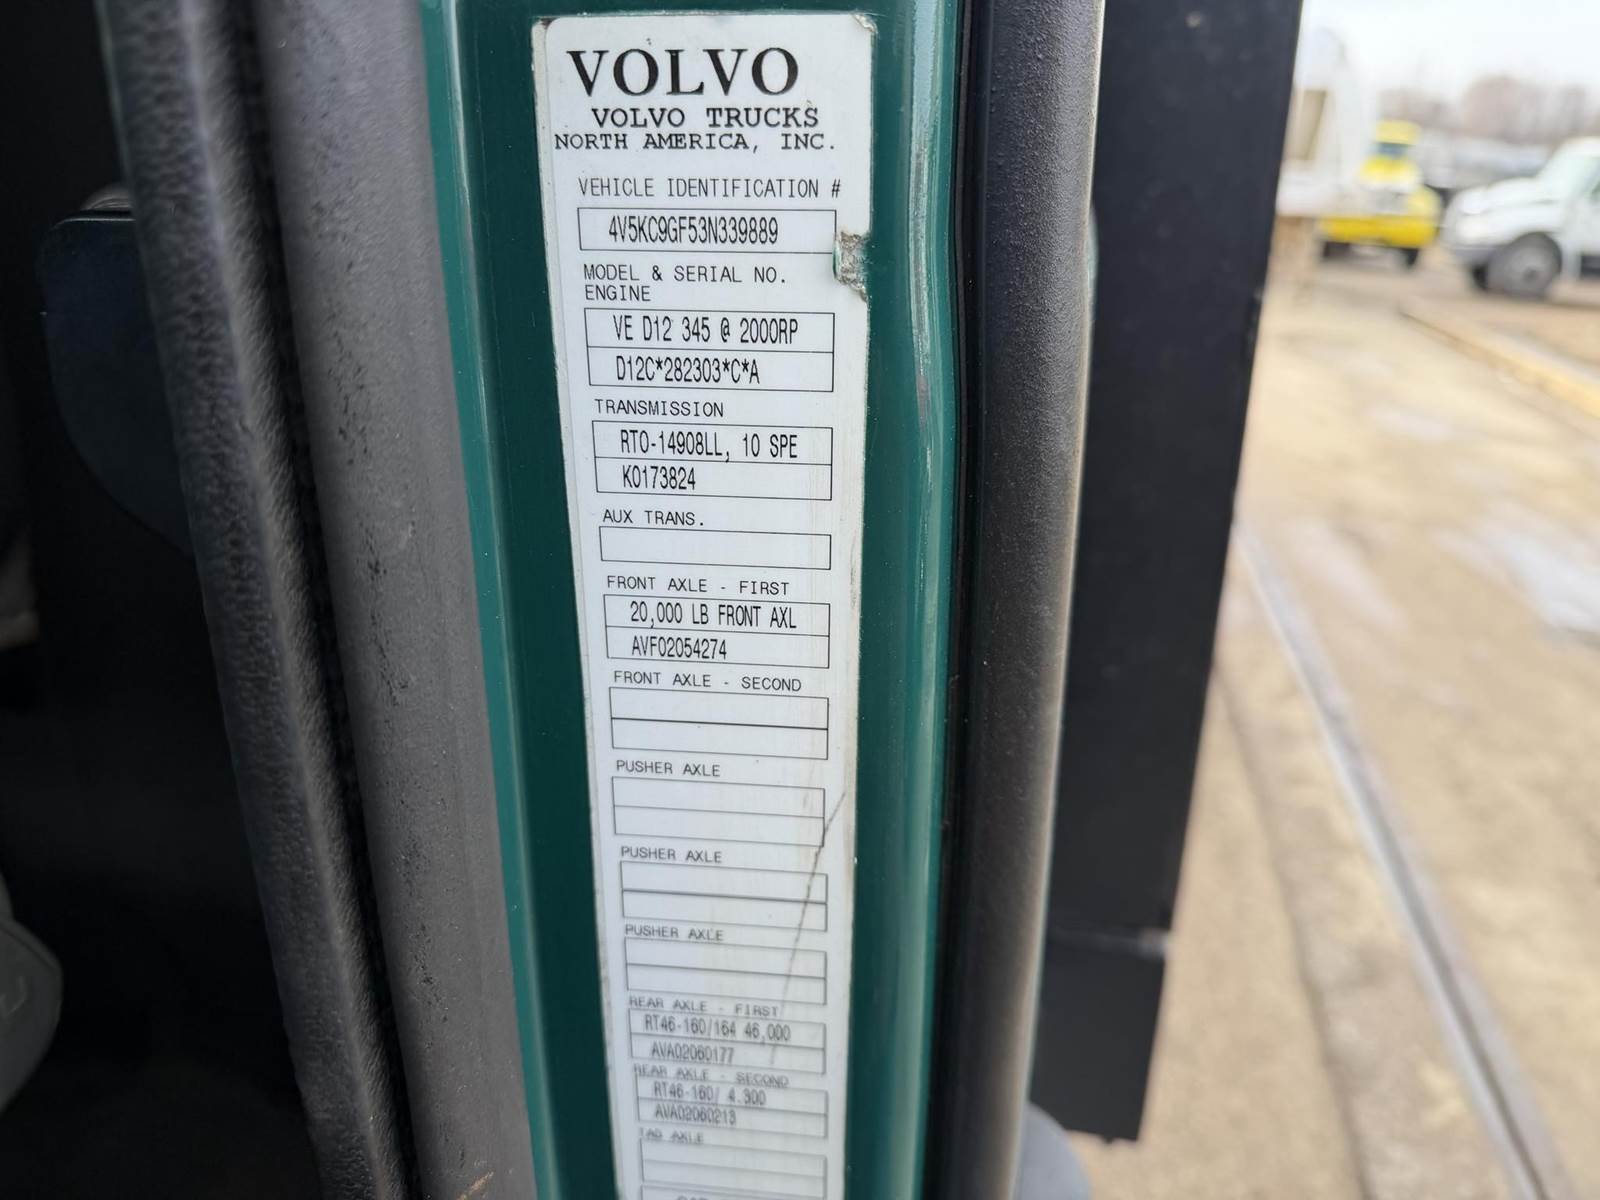 VOLVO
VOLVO TRUCKS
NORTH AMERICA, INC.
VEHICLE IDENTIFICATION #
4V5KC9GF53N339889
MODEL & SERIAL NO.
ENGINE
VE D12 345 @ 2000RP
D12C*282303*C*A
TRANSMISSION
RTO-14908LL, 10 SPE
K0173824
AUX TRANS.
FRONT AXLE - FIRST
20,000 LB FRONT AXL
AVF02054274
FRONT AXLE - SECOND
PUSHER AXLE
PUSHER AXLE
PUSHER AXLE
REAR AXLE - FIRST
RT46-160/164 46,000
AVA02060177
REAR AXLE - SECOND
RT46-160/ 4.300
AVA02060213
TAG AXLE